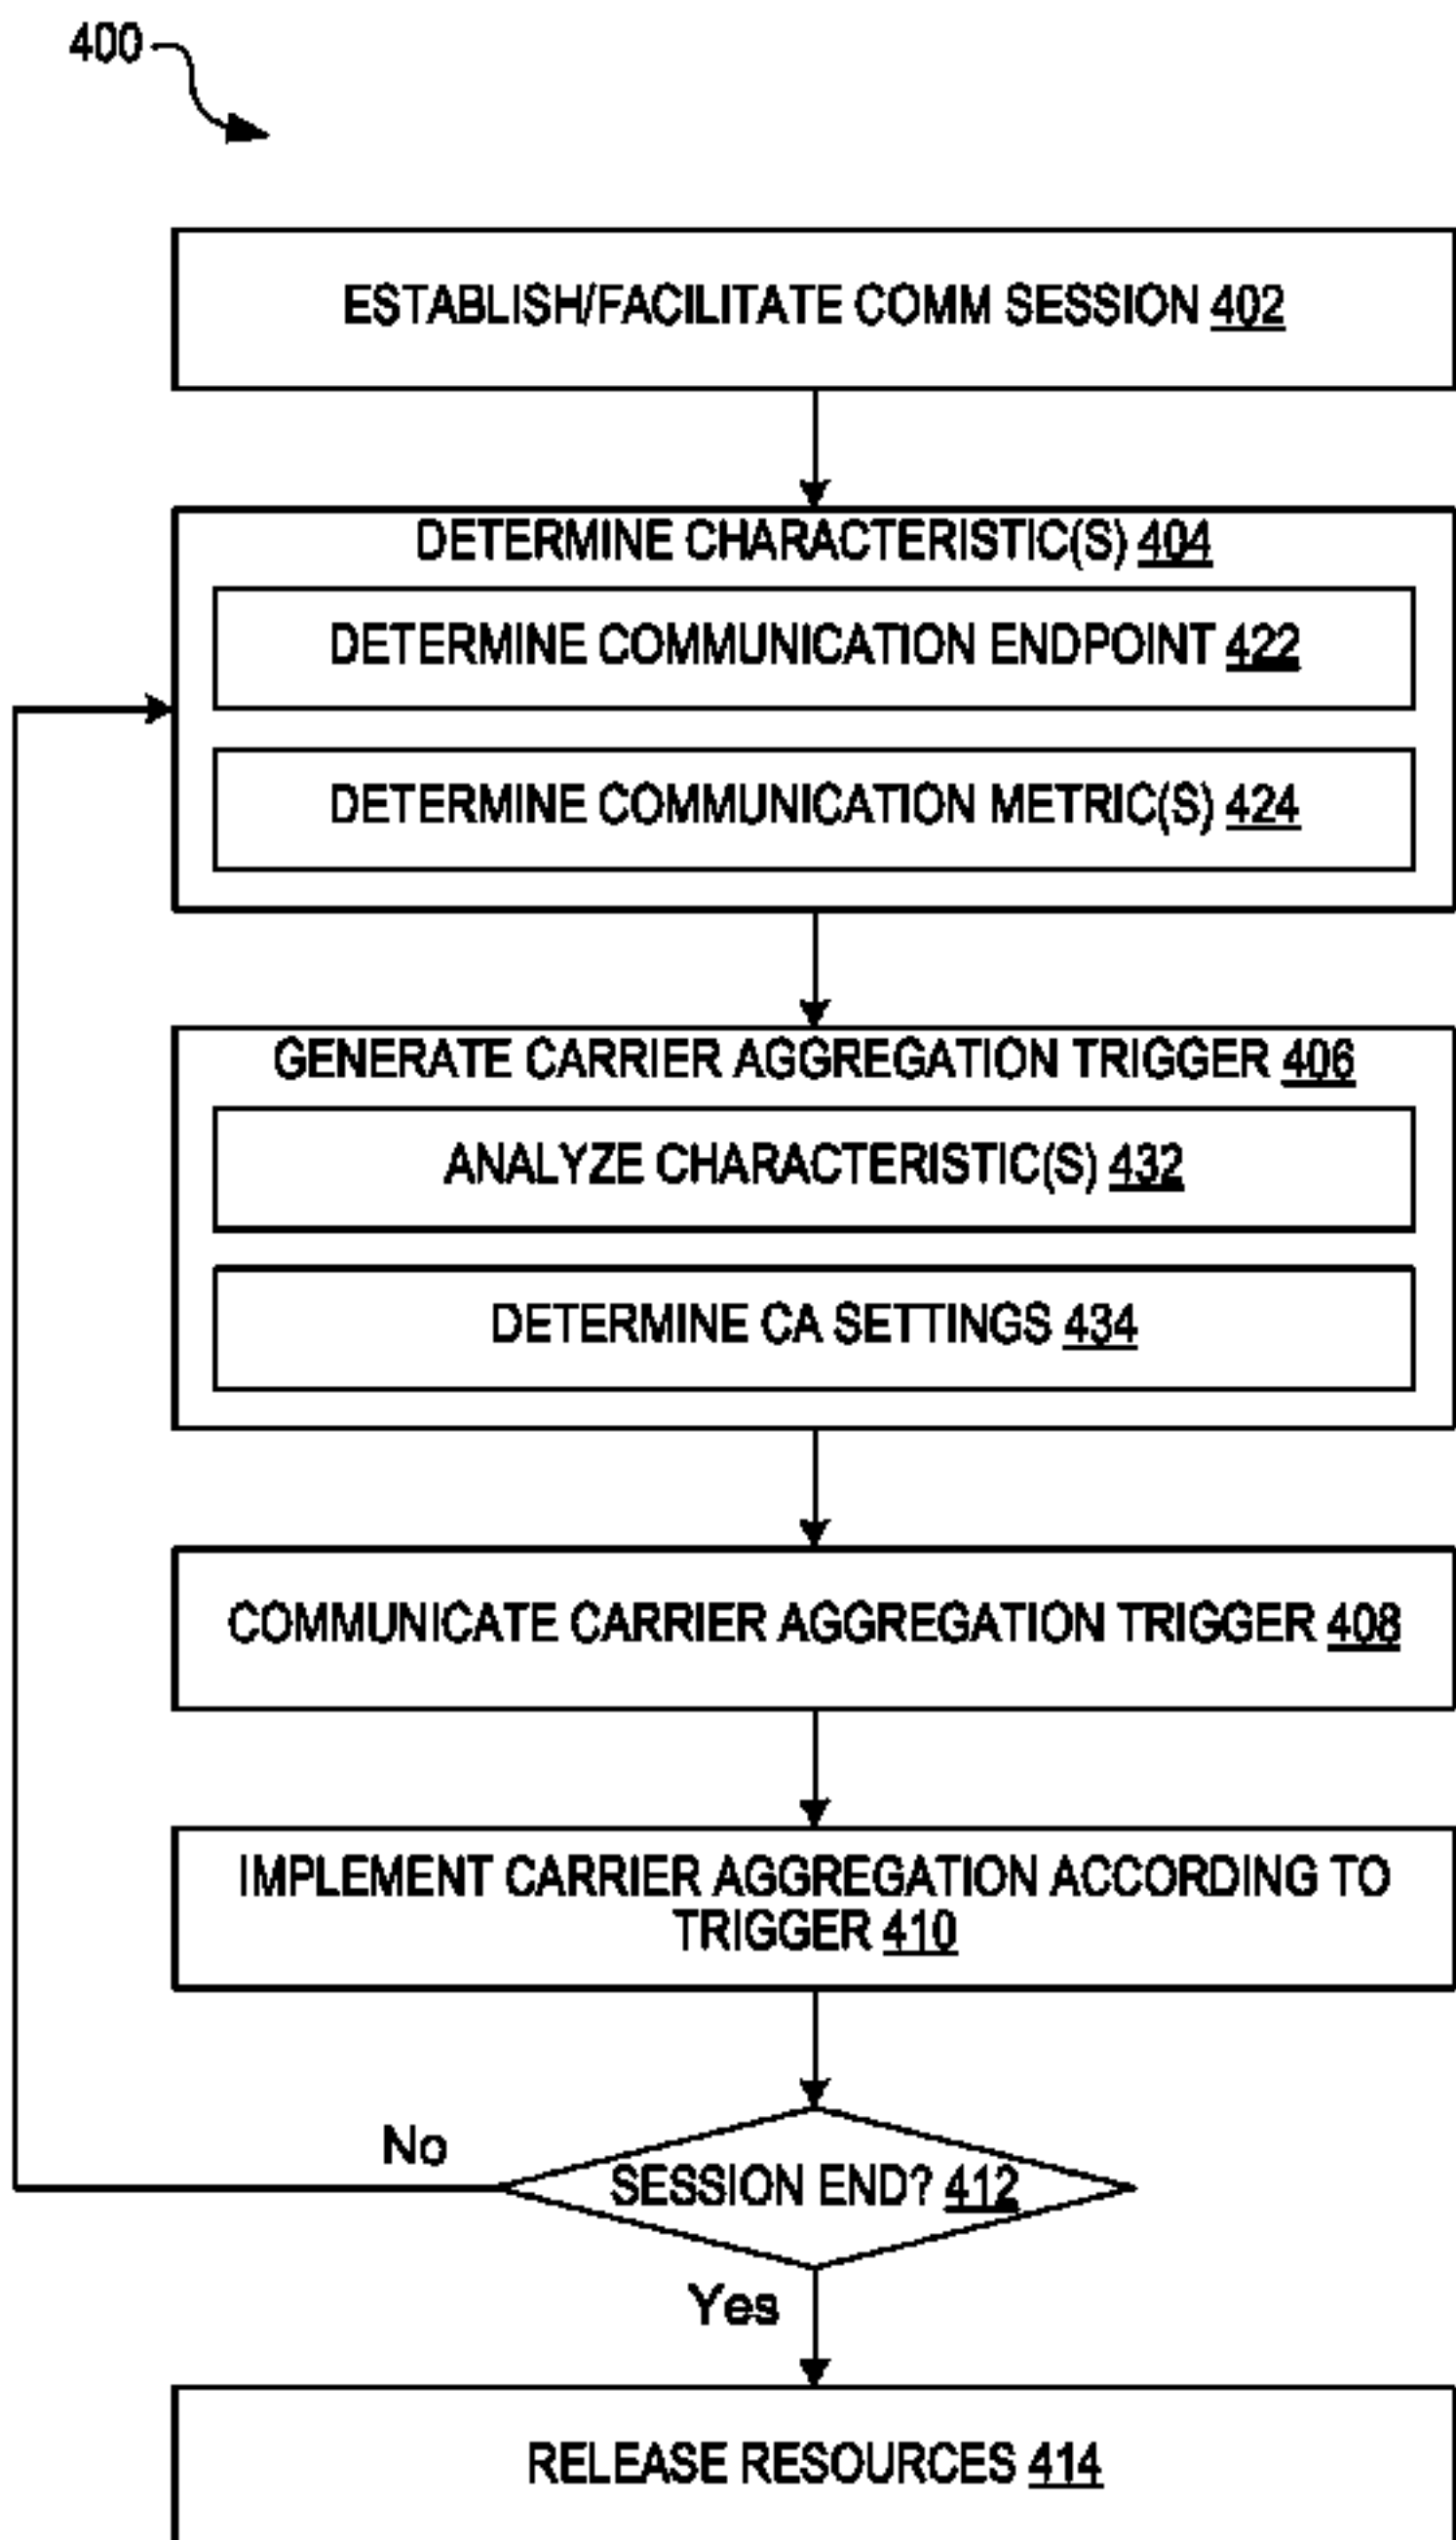 400
ESTABLISH/FACILITATE COMM SESSION 402
DETERMINE CHARACTERISTIC(S) 404
DETERMINE COMMUNICATION ENDPOINT 422
DETERMINE COMMUNICATION METRIC(S) 424
GENERATE CARRIER AGGREGATION TRIGGER 406
ANALYZE CHARACTERISTIC(S) 432
DETERMINE CA SETTINGS 434
COMMUNICATE CARRIER AGGREGATION TRIGGER 408
IMPLEMENT CARRIER AGGREGATION ACCORDING TO
TRIGGER 410
No
SESSION END? 412
Yes
RELEASE RESOURCES 414